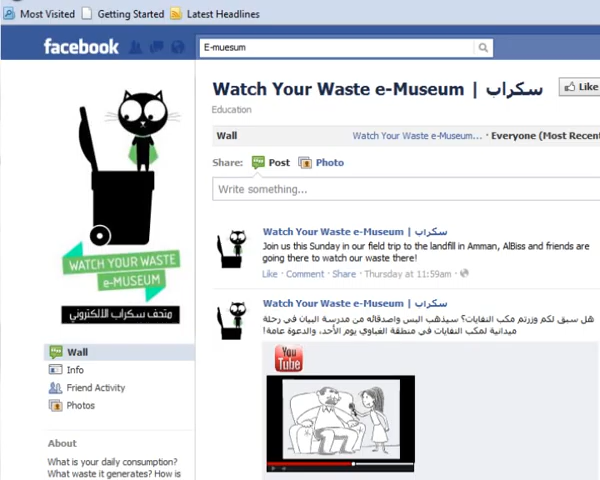 Most Visited
Getting Started
Latest Headlines
facebook
E-muesum
Watch Your Waste e-Museum | سكراب
Like
Education
Wall
Watch Your Waste e-Museum... · Everyone (Most Recent
Share: Post Photo
Write something...
WATCH YOUR WASTE
e-MUSEUM
متحف سكراب الالكتروني
Wall
Info
Friend Activity
Photos
About
What is your daily consumption?
What waste it generates? How is
Watch Your Waste e-Museum | سكراب
Join us this Sunday in our field trip to the landfill in Amman, AlBiss and friends are
going there to watch our waste there!
Like · Comment · Share · Thursday at 11:59am ·
Watch Your Waste e-Museum | سكراب
هل سبق لكم وزرتم مكب النفايات؟ سيذهب البس واصدقائه من مدرسة البيان في رحلة
ميدانية لمكب النفايات في منطقة الغباوي يوم الأحد، والدعوة عامة!
You
Tube